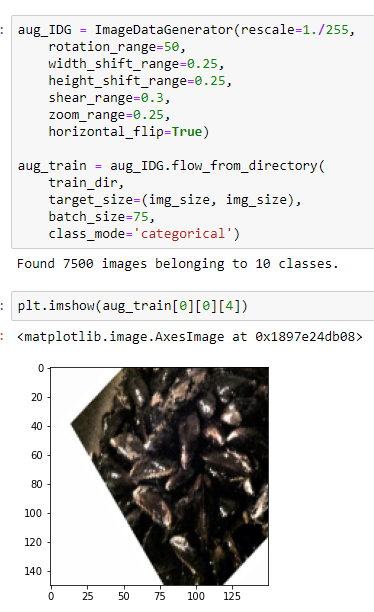 : aug_IDG = ImageDataGenerator(rescale=1./255,
rotation_range=50,
width_shift_range=0.25,
height_shift_range=0.25,
shear_range=0.3,
zoom_range=0.25,
horizontal_flip=True)
aug_train = aug_IDG.flow_from_directory(
train_dir,
target_size=(img_size, img_size),
batch_size=75,
class_mode='categorical')
Found 7500 images belonging to 10 classes.
: plt.imshow(aug_train[0][0][4])
: <matplotlib.image.AxesImage at 0x1897e24db08>
0
20
40
60
80
100
120
140
0 25 50 75 100 125